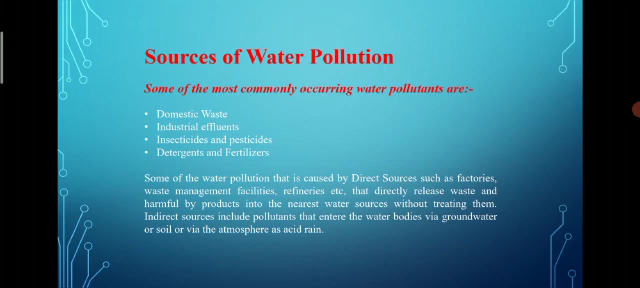 Sources of Water Pollution
Some of the most commonly occurring water pollutants are:-
• Domestic Waste
• Industrial effluents
• Insecticides and pesticides
• Detergents and Fertilizers
Some of the water pollution that is caused by Direct Sources such as factories,
waste management facilities, refineries etc, that directly release waste and
harmful by products into the nearest water sources without treating them.
Indirect sources include pollutants that entere the water bodies via groundwater
or soil or via the atmosphere as acid rain.